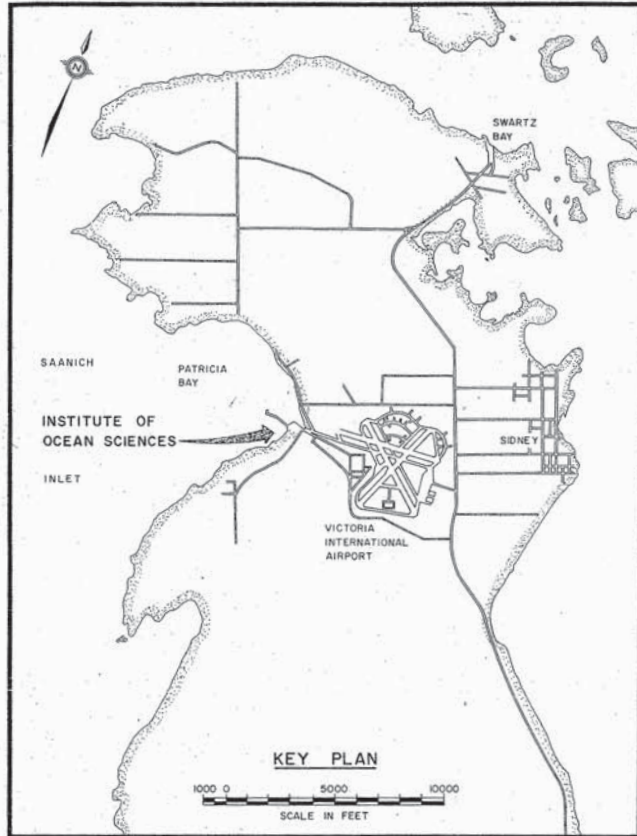 N
SWARTZ
BAY
SAANICH
PATRICIA
BAY
INSTITUTE OF
OCEAN SCIENCES
SIDNEY
INLET
VICTORIA
INTERNATIONAL
AIRPORT
KEY PLAN
1000 0 5000 10000
SCALE IN FEET